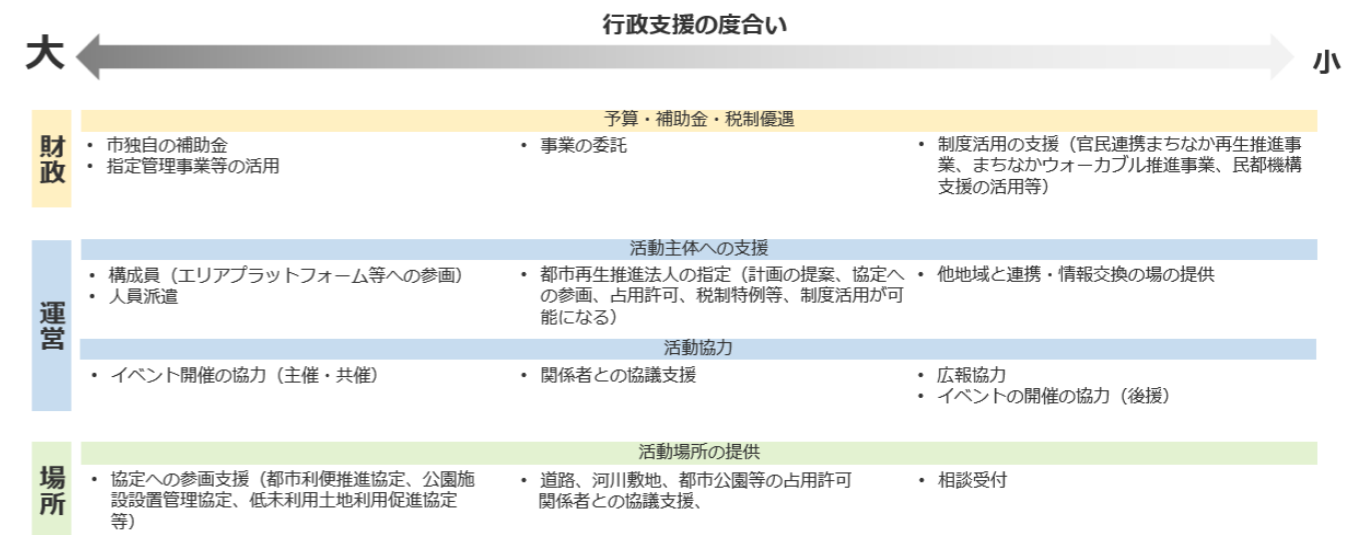 行政支援の度合い
大
小
財政
予算・補助金・税制優遇
・ 市独自の補助金
・ 指定管理事業等の活用
・ 事業の委託
・ 制度活用の支援（官民連携まちなか再生推進事
業、まちなかウォーカブル推進事業、民都機構
支援の活用等）
運営
活動主体への支援
・ 構成員（エリアプラットフォーム等への参画）
・ 人員派遣
・ 都市再生推進法人の指定（計画の提案、協定へ
の参画、占用許可、税制特例等、制度活用が可
能になる）
・ 他地域と連携・情報交換の場の提供
活動協力
・ イベント開催の協力（主催・共催）
・ 関係者との協議支援
・ 広報協力
・ イベントの開催の協力（後援）
場所
活動場所の提供
・ 協定への参画支援（都市利便推進協定、公園施
設設置管理協定、低未利用土地利用促進協定
等）
・ 道路、河川敷地、都市公園等の占用許可
関係者との協議支援、
・ 相談受付